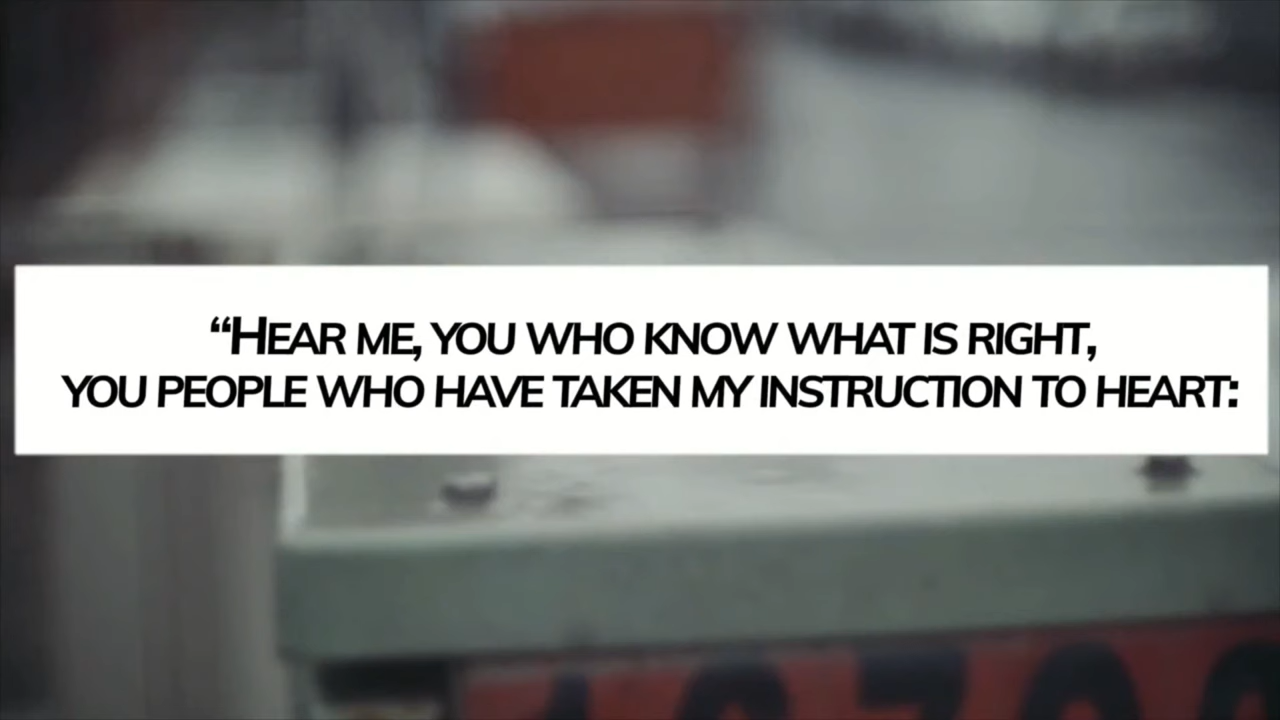 “Hear me, you who know what is right,
you people who have taken my instruction to heart: